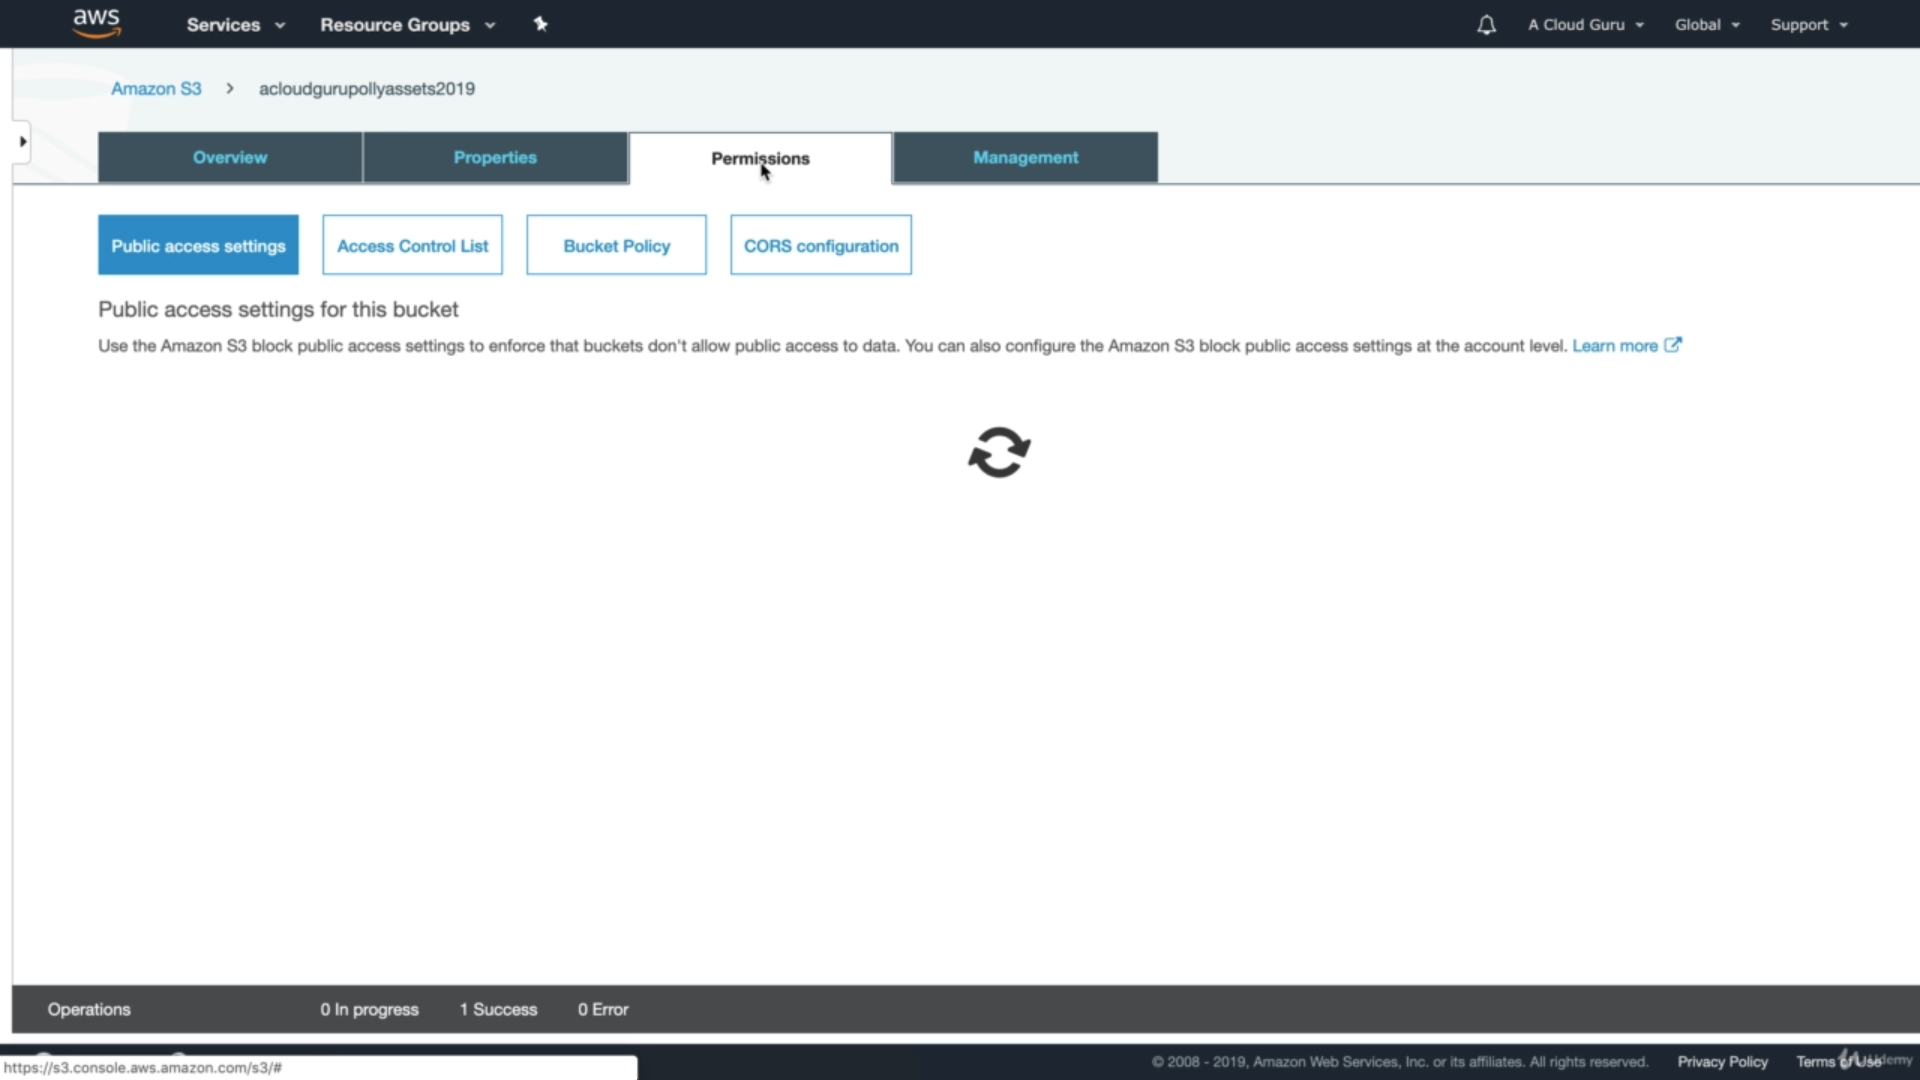 aws Services Resource Groups A Cloud Guru Global Support
Amazon S3 > acloudgurupollyassets2019
Overview Properties Permissions Management
Public access settings Access Control List Bucket Policy CORS configuration
Public access settings for this bucket
Use the Amazon S3 block public access settings to enforce that buckets don't allow public access to data. You can also configure the Amazon S3 block public access settings at the account level. Learn more
Operations 0 In progress 1 Success 0 Error
https://s3.console.aws.amazon.com/s3/#
© 2008 - 2019, Amazon Web Services, Inc. or its affiliates. All rights reserved. Privacy Policy Terms of Use